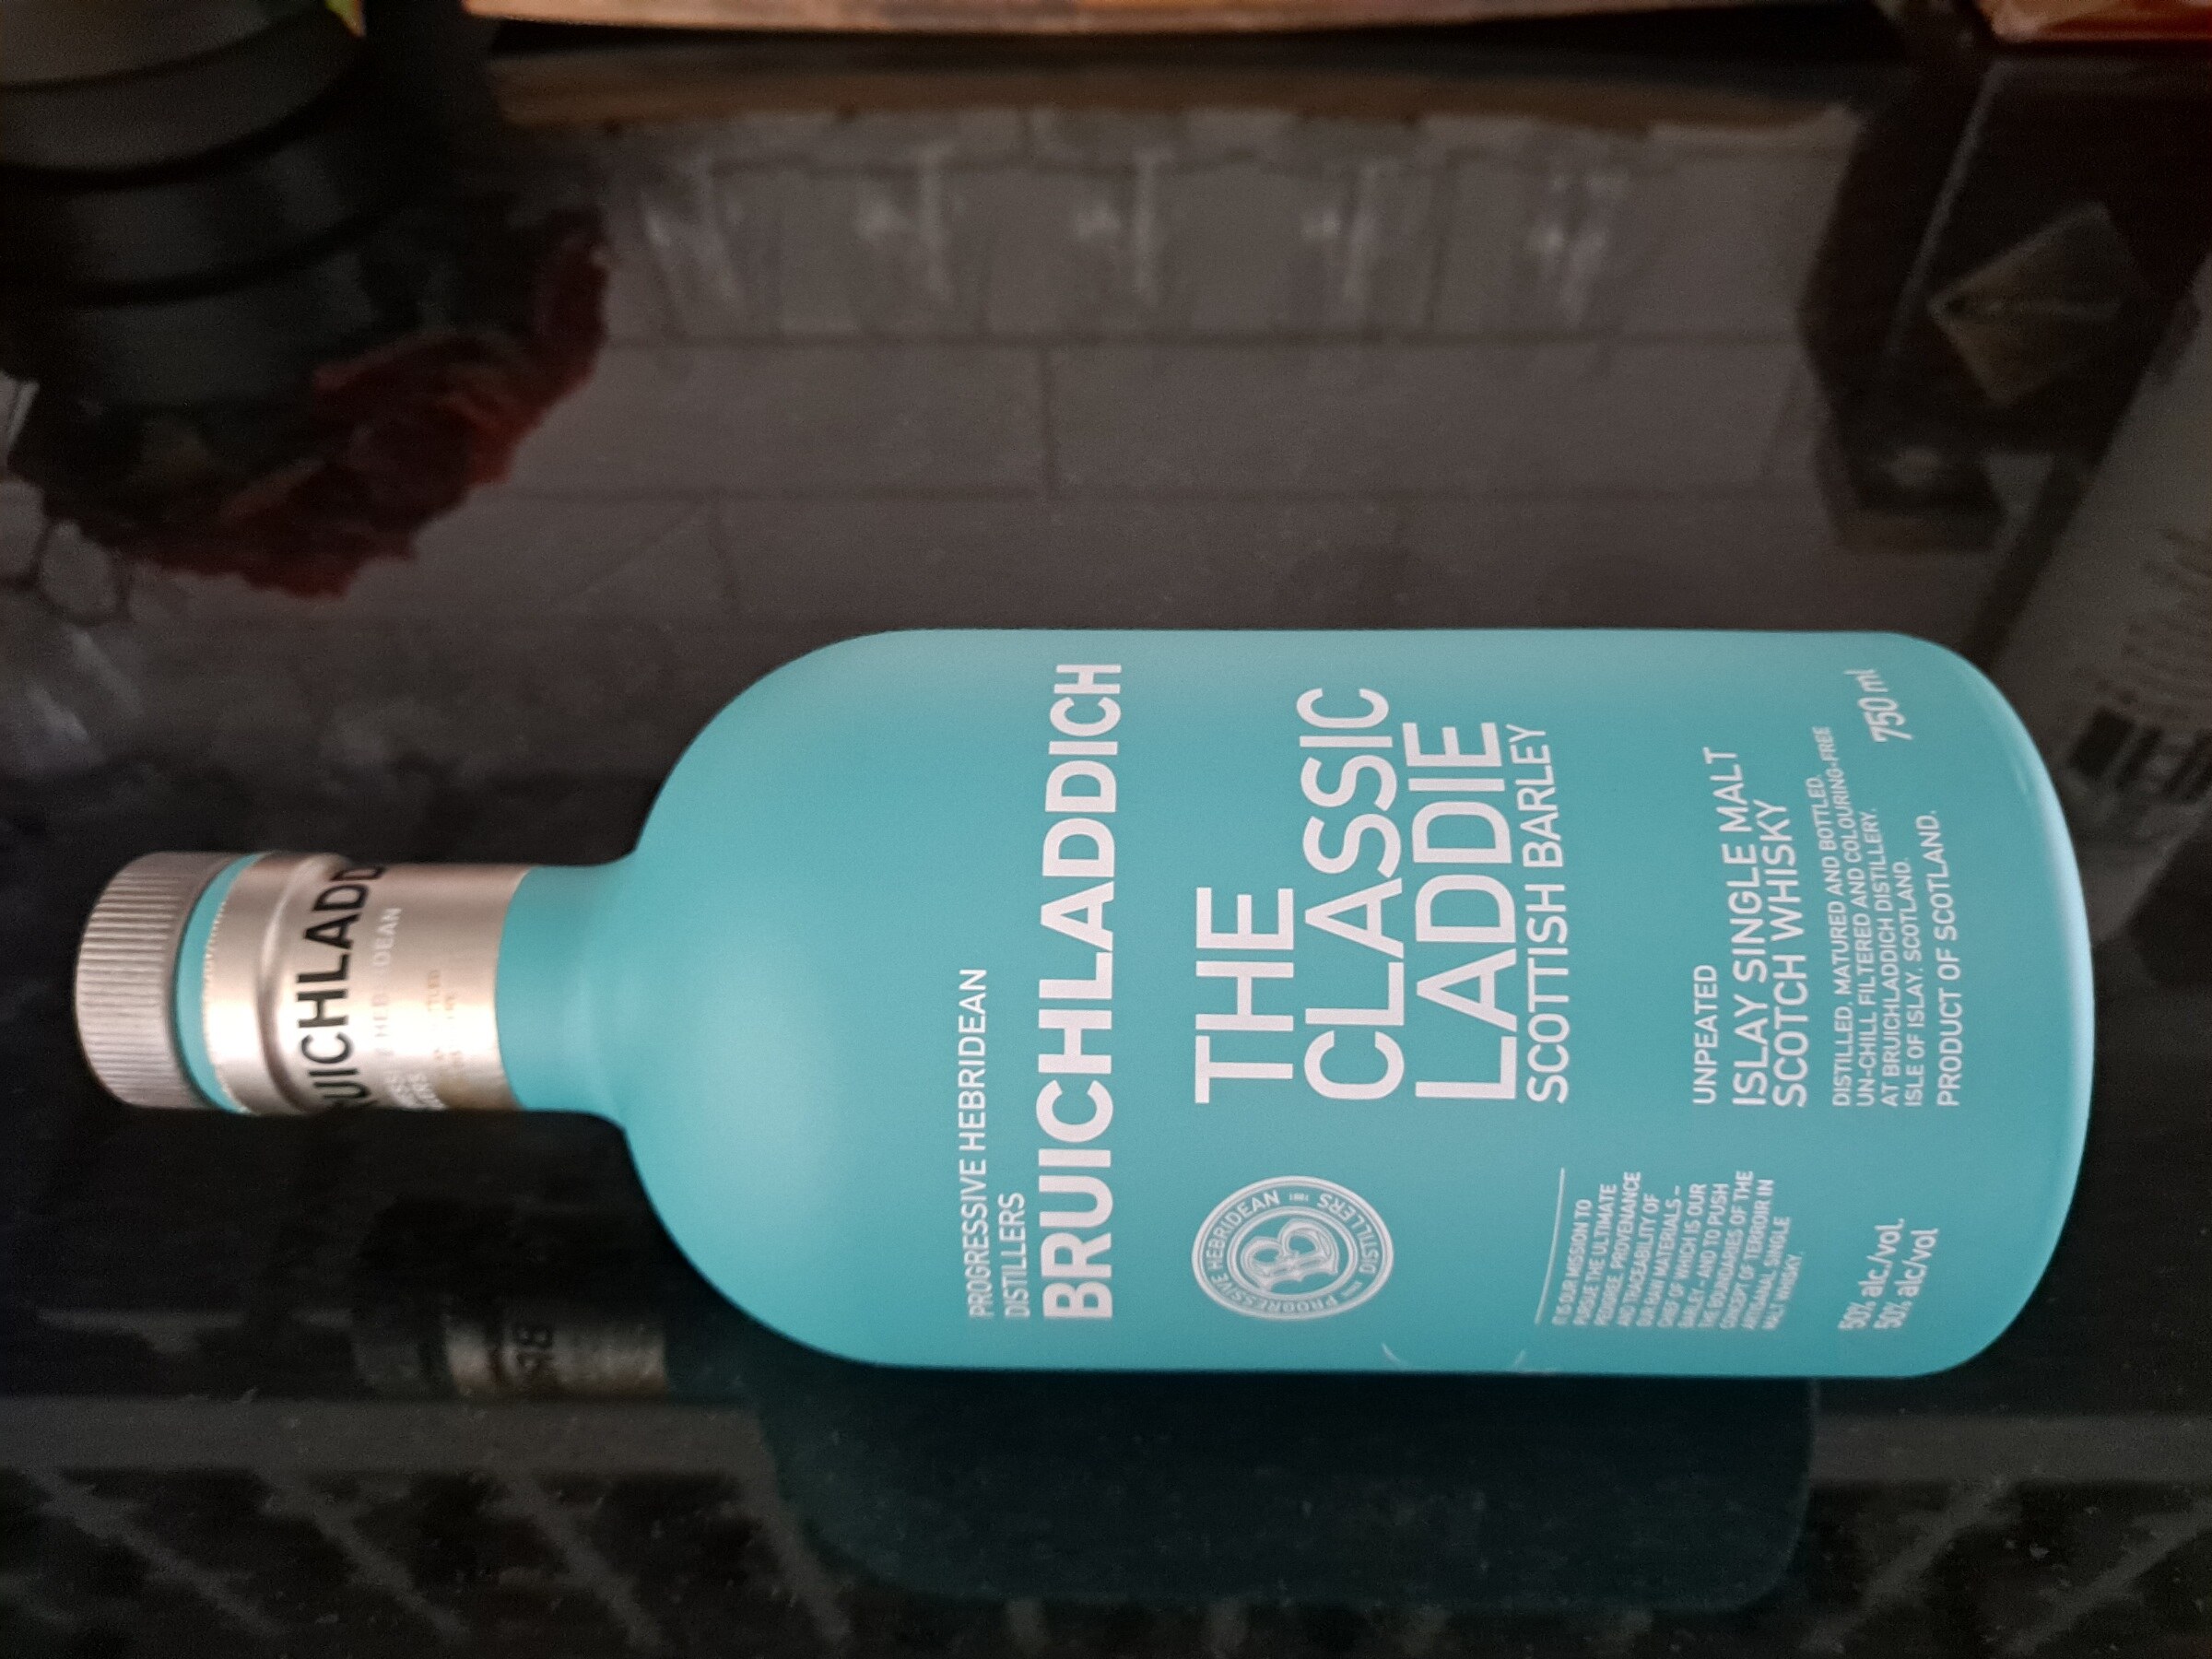 UICHLADD
PROGRESSIVE HEBRIDEAN
DISTILLERS
BRUICHLADDICH
THE
CLASSIC
LADDIE
SCOTTISH BARLEY
PROGRESSIVE HEBRIDEAN DISTILLERS
1881
B
UNPEATED
ISLAY SINGLE MALT
SCOTCH WHISKY
DISTILLED, MATURED AND BOTTLED,
UN-CHILL FILTERED AND COLOURING-FREE
AT BRUICHLADDICH DISTILLERY,
ISLE OF ISLAY, SCOTLAND.
PRODUCT OF SCOTLAND.
IT IS OUR MISSION TO
PURSUE THE ULTIMATE
PEDIGREE, PROVENANCE
AND TRACEABILITY OF
OUR RAW MATERIALS –
CHIEF OF WHICH IS OUR
BARLEY – AND TO PUSH
THE BOUNDARIES OF THE
CONCEPT OF TERROIR IN
ARTISANAL SINGLE
MALT WHISKY.
50% alc./vol.
50% alc/vol
750 ml